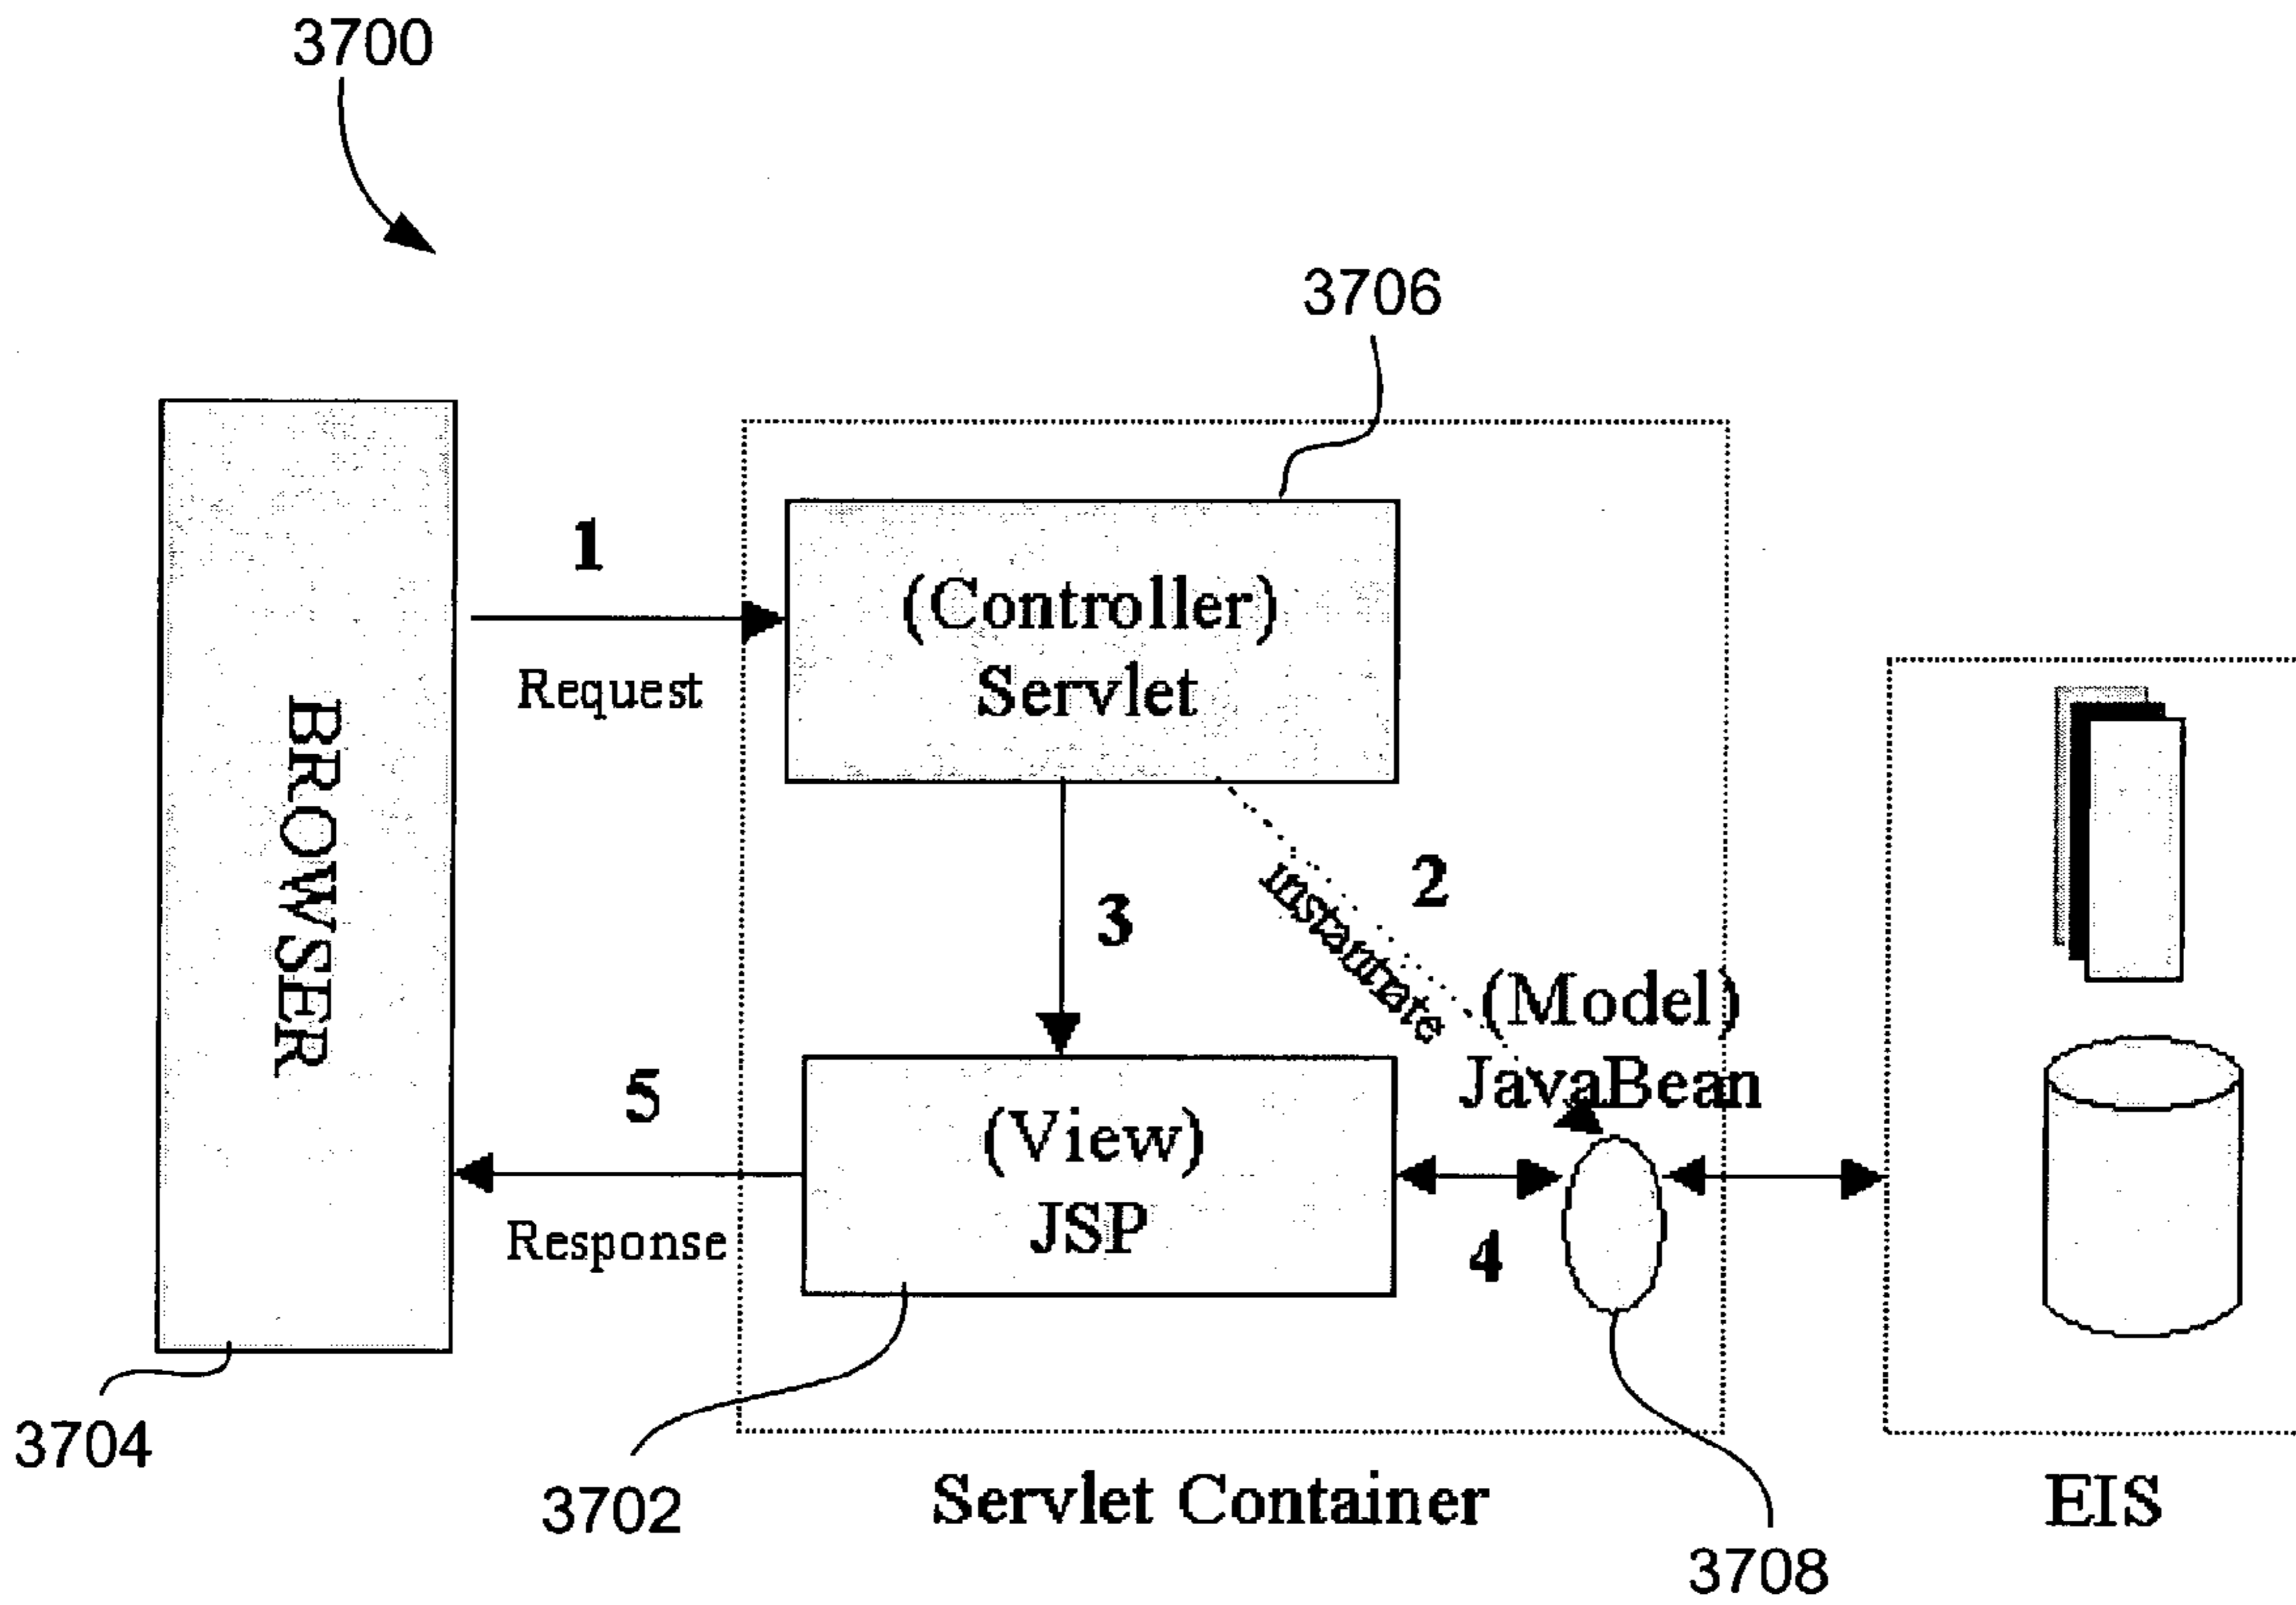 3700
3706
1
(Controller)
Servlet
Request
BROWSER
2
instantiate
3
(Model)
JavaBean
5
(View)
JSP
Response
4
3704
3702
Servlet Container
EIS
3708